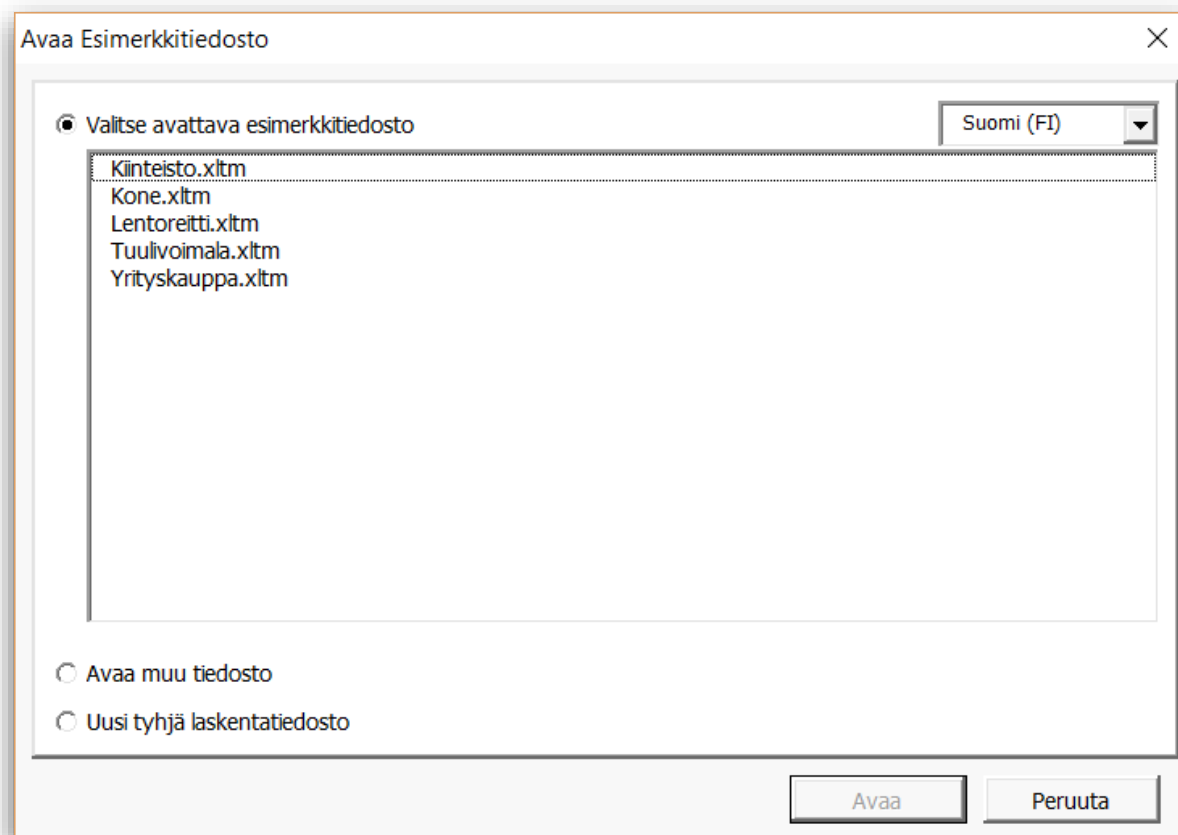 Avaa Esimerkkitiedosto
Valitse avattava esimerkkitiedosto
Suomi (FI)
Kiinteisto.xltm
Kone.xltm
Lentoreitti.xltm
Tuulivoimala.xltm
Yrityskauppa.xltm
Avaa muu tiedosto
Uusi tyhjä laskentatiedosto
Avaa
Peruuta